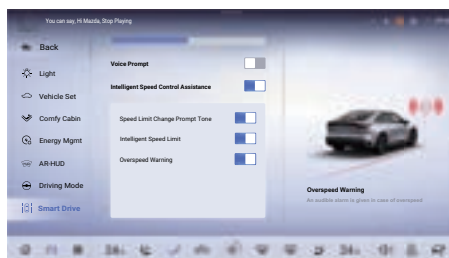 You can say, Hi Mazda, Stop Playing
Back
Light
Vehicle Set
Comfy Cabin
Energy Mgmt
AR-HUD
Driving Mode
Smart Drive
Voice Prompt
Intelligent Speed Control Assistance
Speed Limit Change Prompt Tone
Intelligent Speed Limit
Overspeed Warning
Overspeed Warning
An audible alarm is given in case of overspeed